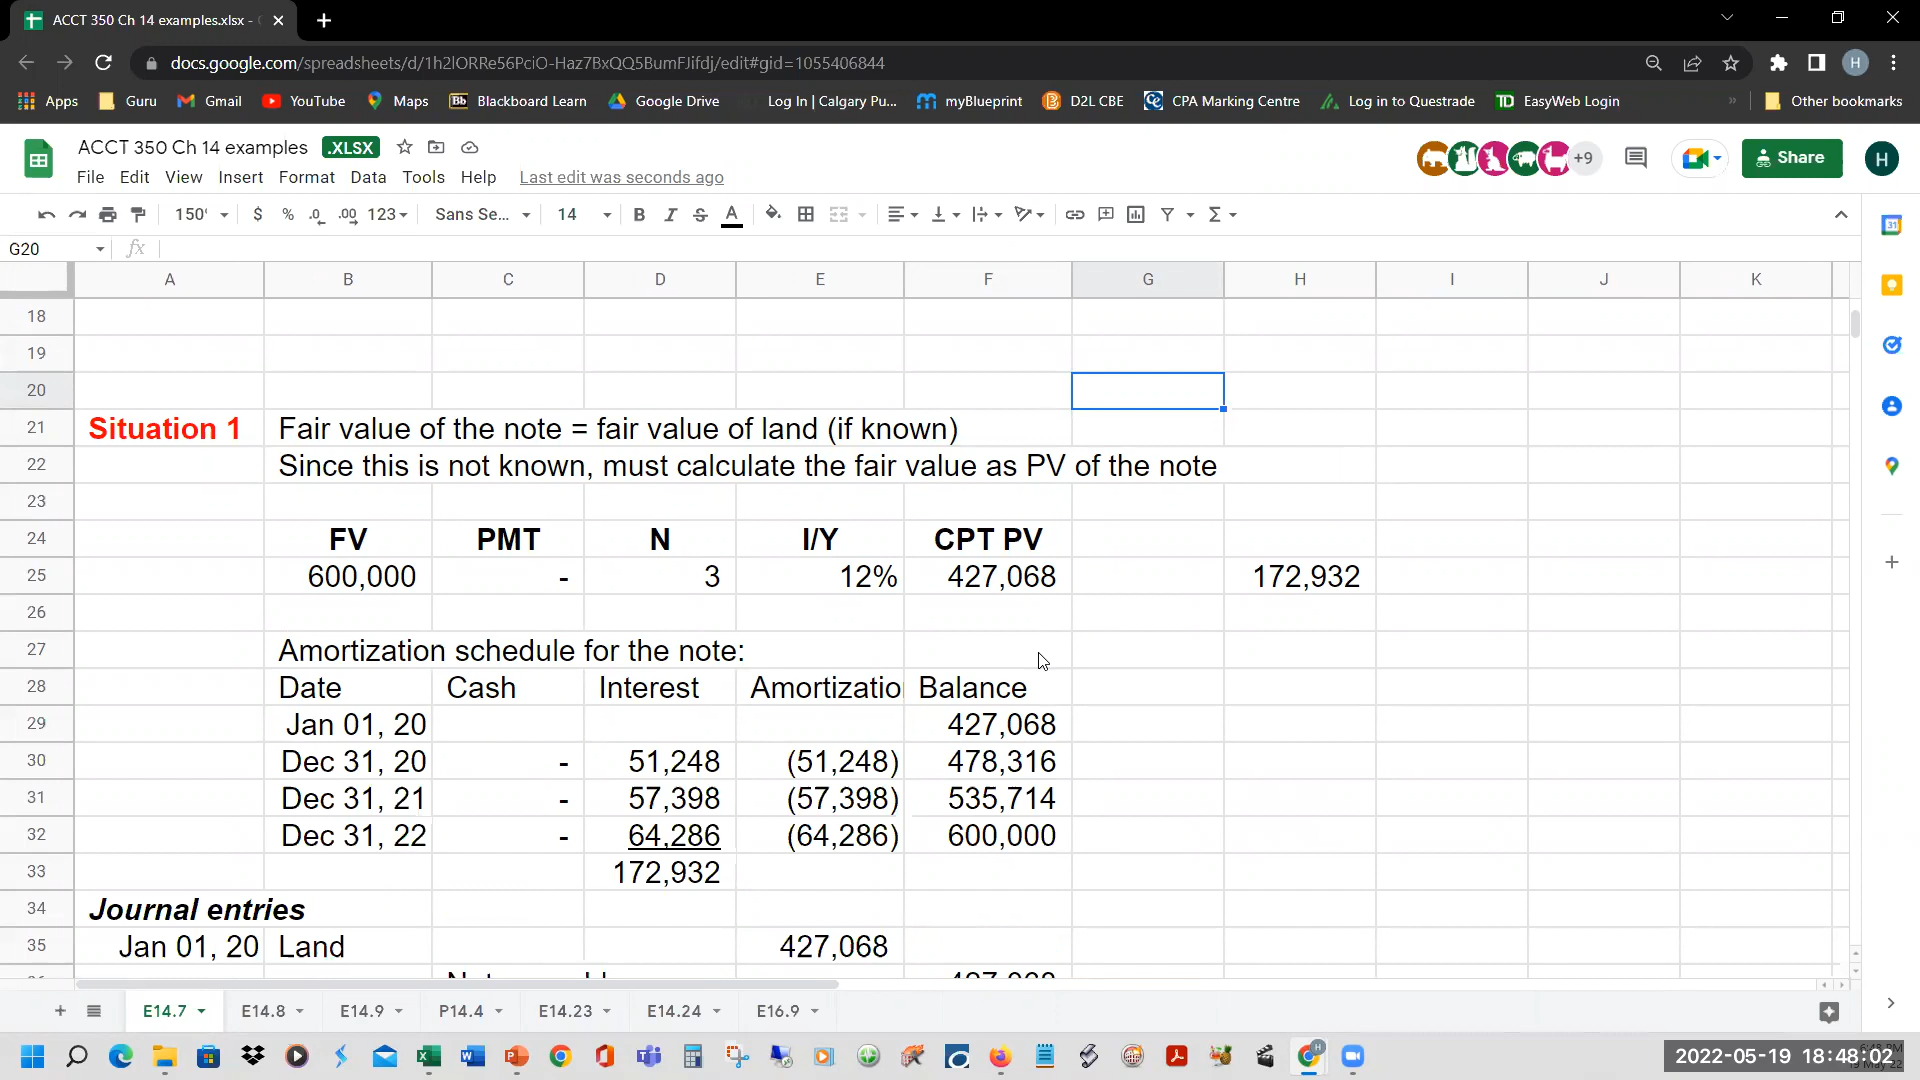 ACCT 350 Ch 14 examples.xlsx -
docs.google.com/spreadsheets/d/1h2lORRe56PciO-Haz7BxQQ5BumFJifdj/edit#gid=1055406844
H
Apps Guru Gmail YouTube Maps Bb Blackboard Learn Google Drive Log In | Calgary Pu... myBlueprint D2L CBE CPA Marking Centre Log in to Questrade TD EasyWeb Login » Other bookmarks
ACCT 350 Ch 14 examples .XLSX
+9 Share H
File Edit View Insert Format Data Tools Help Last edit was seconds ago
150% $ % .0 .00 123 Sans Se... 14 B I S A
G20 fx
A B C D E F G H I J K
18
19
20
21 Situation 1 Fair value of the note = fair value of land (if known)
22 Since this is not known, must calculate the fair value as PV of the note
23
24 FV PMT N I/Y CPT PV
25 600,000 - 3 12% 427,068 172,932
26
27 Amortization schedule for the note:
28 Date Cash Interest Amortizatio Balance
29 Jan 01, 20 427,068
30 Dec 31, 20 - 51,248 (51,248) 478,316
31 Dec 31, 21 - 57,398 (57,398) 535,714
32 Dec 31, 22 - 64,286 (64,286) 600,000
33 172,932
34 Journal entries
35 Jan 01, 20 Land 427,068
E14.7 E14.8 E14.9 P14.4 E14.23 E14.24 E16.9
2022-05-19 18:48:02